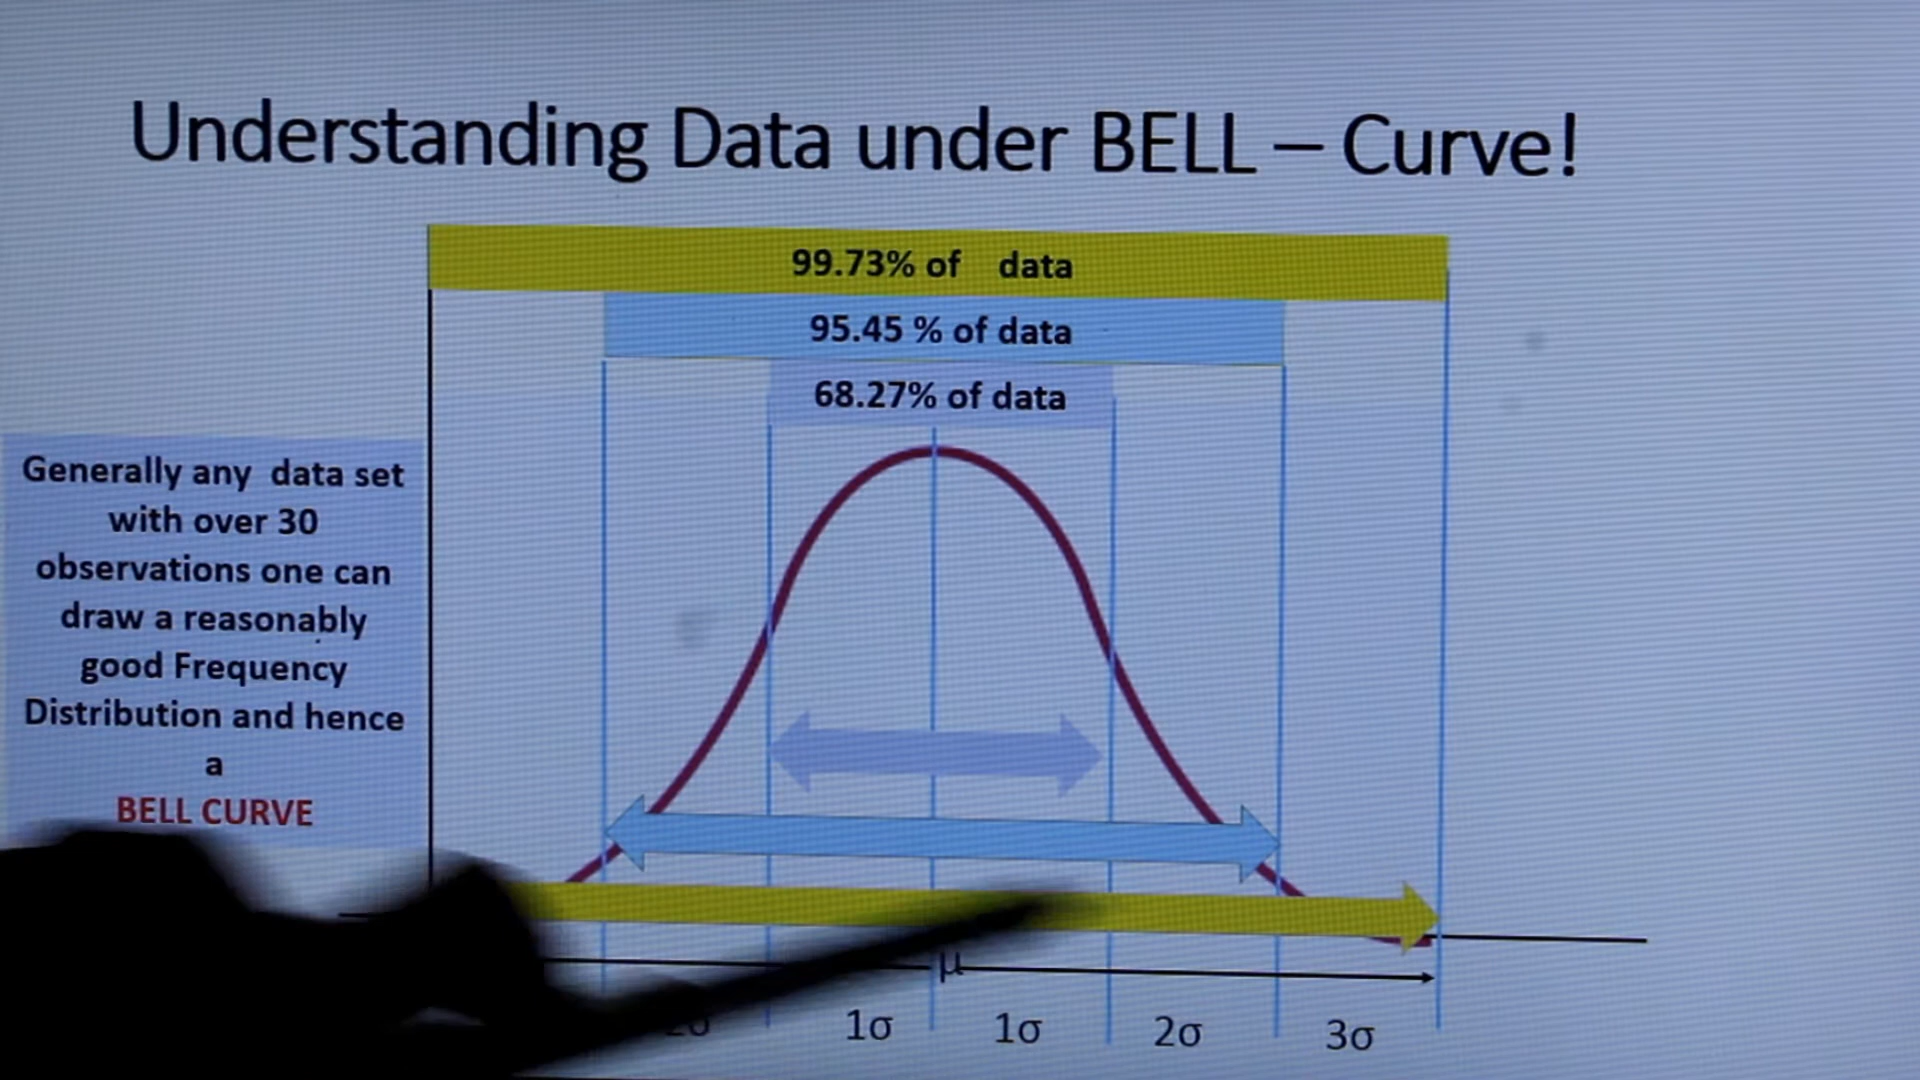 Understanding Data under BELL – Curve!
99.73% of data
95.45 % of data
68.27% of data
Generally any data set
with over 30
observations one can
draw a reasonably
good Frequency
Distribution and hence
a
BELL CURVE
μ
2σ 1σ 1σ 2σ 3σ